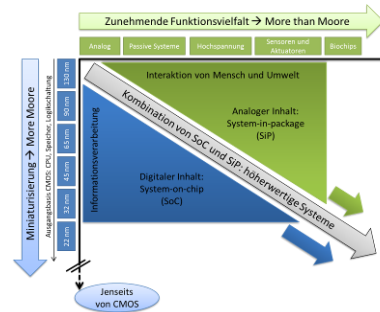 Zunehmende Funktionsvielfalt → More than Moore
Analog
Passive Systeme
Hochspannung
Sensoren und
Aktuatoren
Biochips
Miniaturisierung → More Moore
Ausgangsbasis CMOS: CPU, Speicher, Logikschaltung
130 nm
90 nm
65 nm
45 nm
32 nm
22 nm
Informationsverarbeitung
Interaktion von Mensch und Umwelt
Analoger Inhalt:
System-in-package
(SiP)
Kombination von SoC und SiP: höherwertige Systeme
Digitaler Inhalt:
System-on-chip
(SoC)
Jenseits
von CMOS